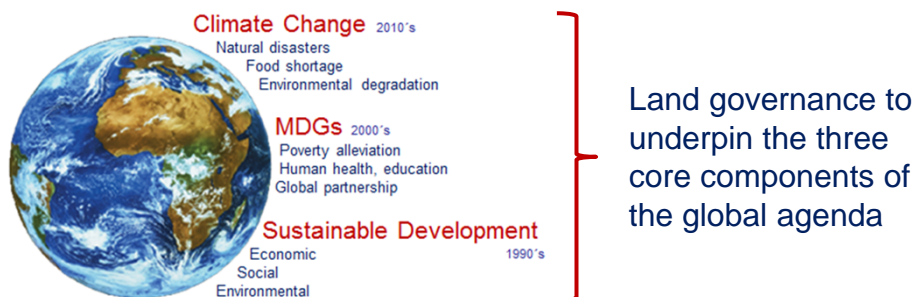 Climate Change 2010´s
Natural disasters
Food shortage
Environmental degradation
MDGs 2000´s
Poverty alleviation
Human health, education
Global partnership
Sustainable Development
Economic 1990´s
Social
Environmental
Land governance to
underpin the three
core components of
the global agenda